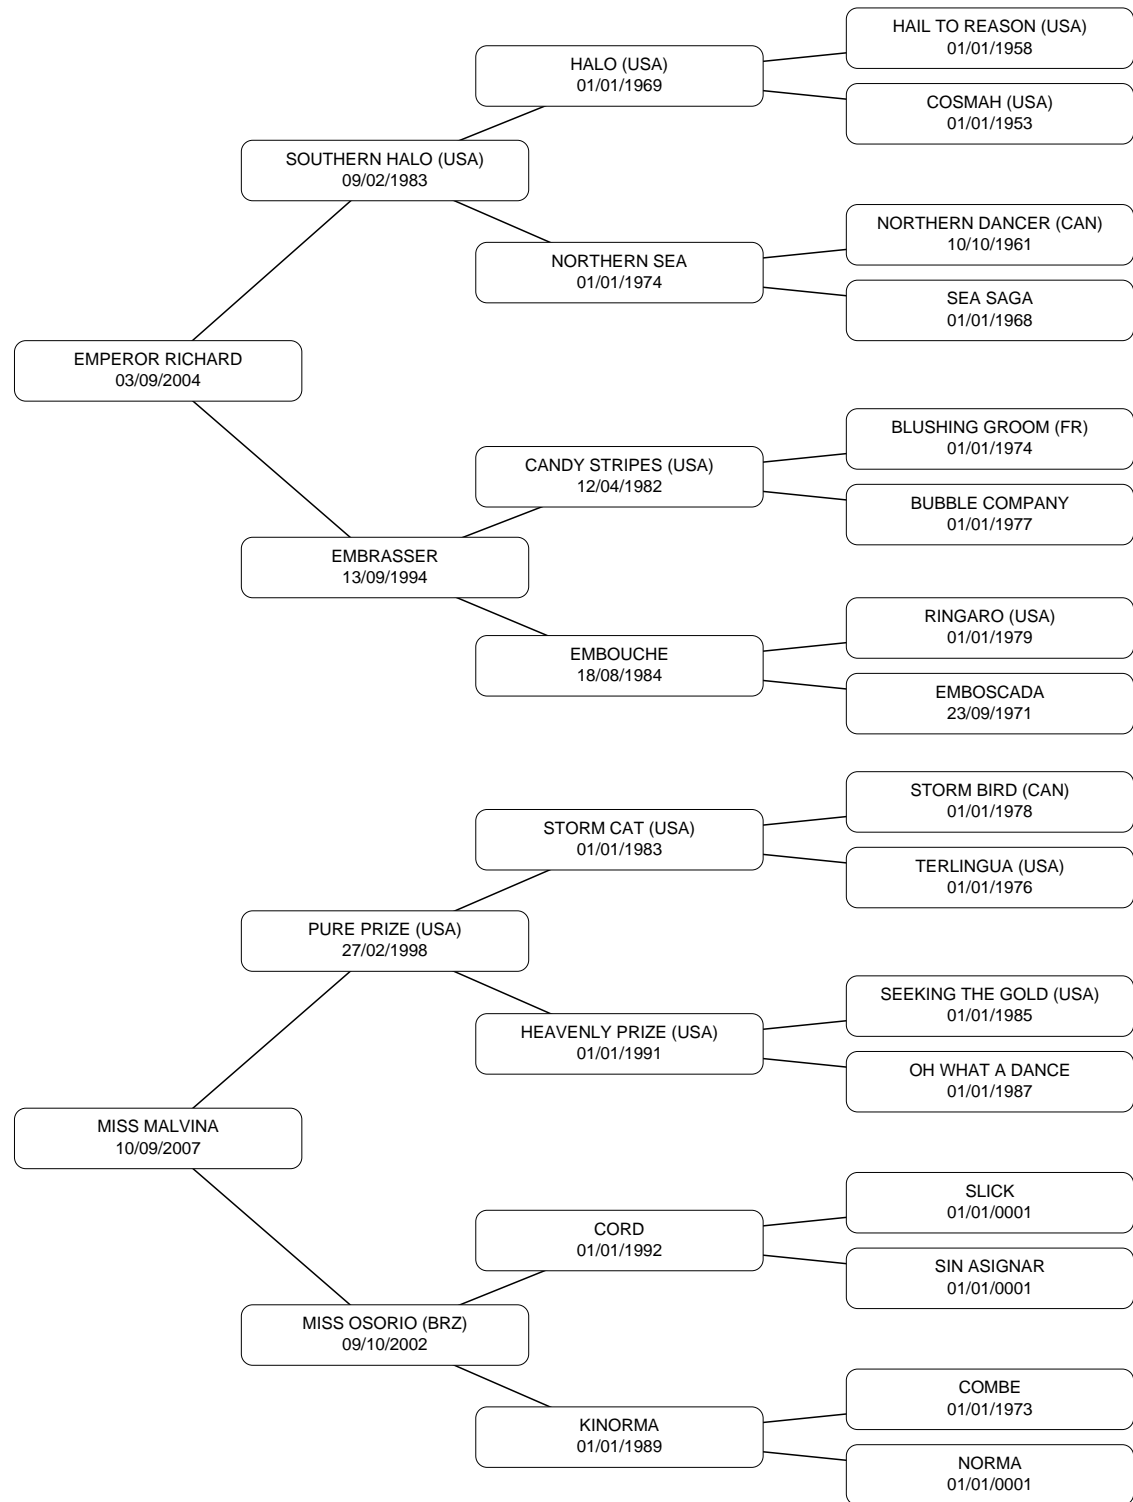 HAIL TO REASON (USA)
01/01/1958
HALO (USA)
01/01/1969
COSMAH (USA)
01/01/1953
SOUTHERN HALO (USA)
09/02/1983
NORTHERN DANCER (CAN)
10/10/1961
NORTHERN SEA
01/01/1974
SEA SAGA
01/01/1968
EMPEROR RICHARD
03/09/2004
BLUSHING GROOM (FR)
01/01/1974
CANDY STRIPES (USA)
12/04/1982
BUBBLE COMPANY
01/01/1977
EMBRASSER
13/09/1994
RINGARO (USA)
01/01/1979
EMBOUCHE
18/08/1984
EMBOSCADA
23/09/1971
STORM BIRD (CAN)
01/01/1978
STORM CAT (USA)
01/01/1983
TERLINGUA (USA)
01/01/1976
PURE PRIZE (USA)
27/02/1998
SEEKING THE GOLD (USA)
01/01/1985
HEAVENLY PRIZE (USA)
01/01/1991
OH WHAT A DANCE
01/01/1987
MISS MALVINA
10/09/2007
SLICK
01/01/0001
CORD
01/01/1992
SIN ASIGNAR
01/01/0001
MISS OSORIO (BRZ)
09/10/2002
COMBE
01/01/1973
KINORMA
01/01/1989
NORMA
01/01/0001